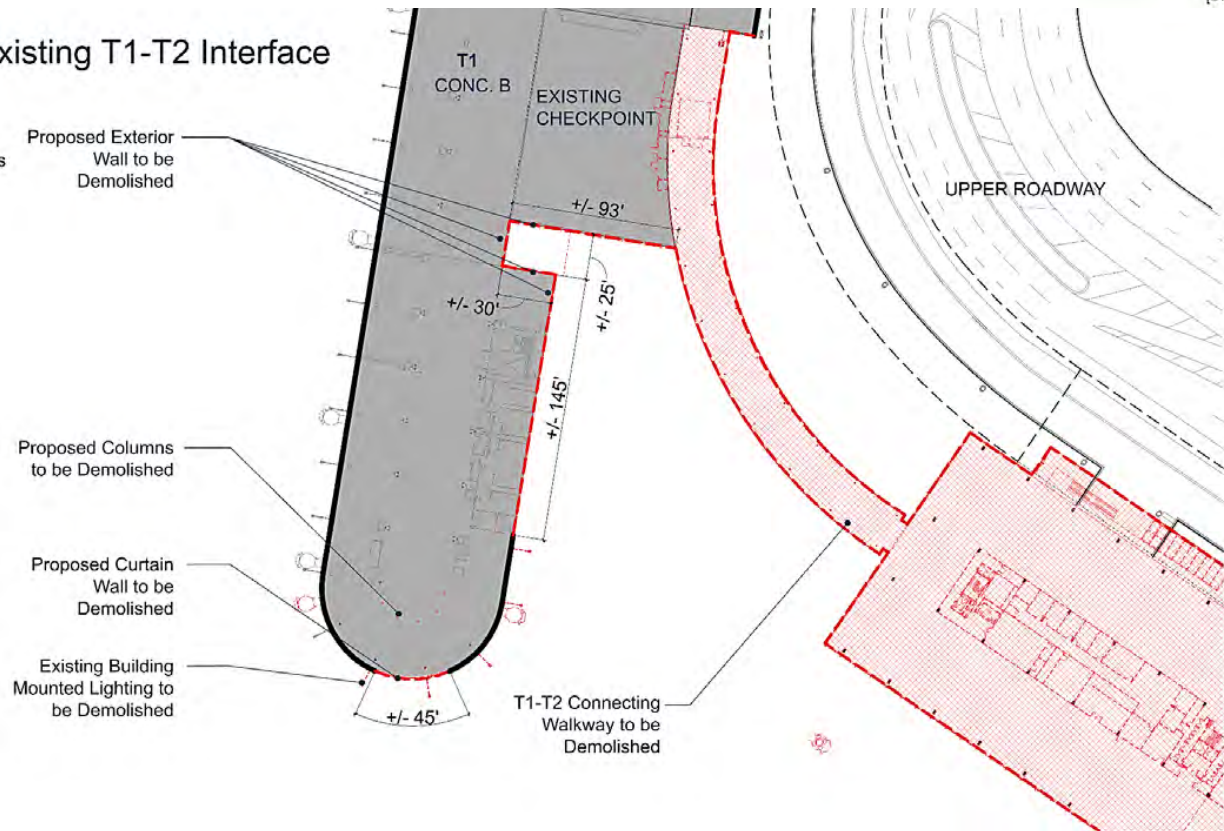 xisting T1-T2 Interface
T1
CONC. B
EXISTING
CHECKPOINT
Proposed Exterior
Wall to be
Demolished
s
UPPER ROADWAY
+/- 93'
+/- 30'
+/- 25'
+/- 145'
Proposed Columns
to be Demolished
Proposed Curtain
Wall to be
Demolished
Existing Building
Mounted Lighting to
be Demolished
+/- 45'
T1-T2 Connecting
Walkway to be
Demolished